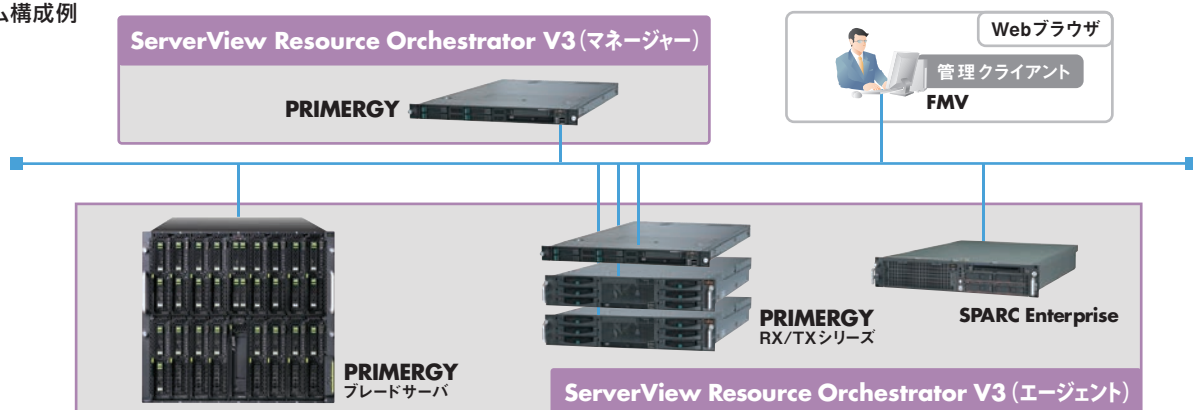 ム構成例
ServerView Resource Orchestrator V3（マネージャー）
PRIMERGY
Webブラウザ
管理クライアント
FMV
PRIMERGY
ブレードサーバ
PRIMERGY
RX/TXシリーズ
SPARC Enterprise
ServerView Resource Orchestrator V3（エージェント）